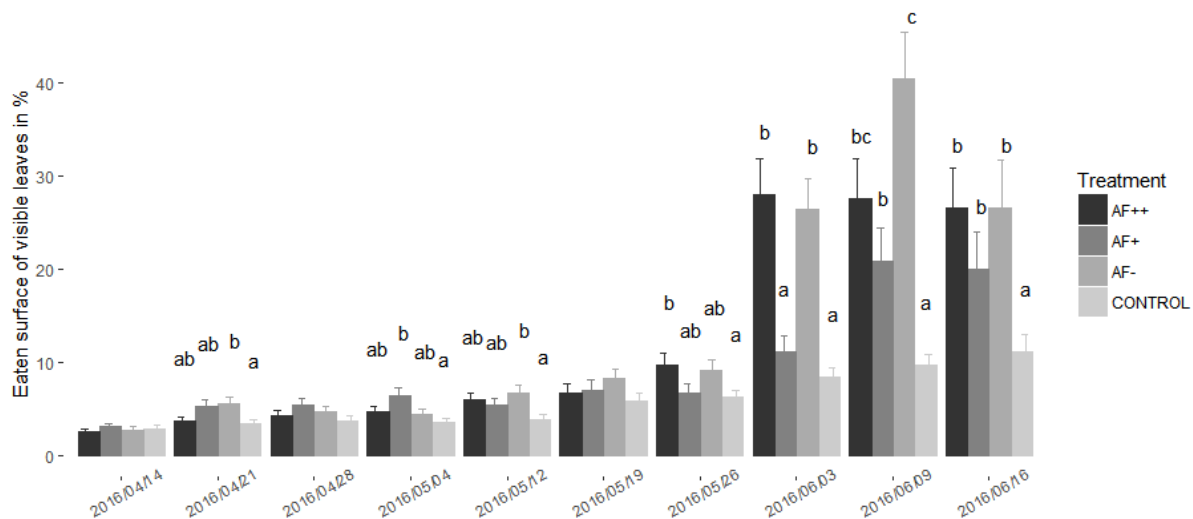 Eaten surface of visible leaves in %
40
30
20
10
0
ab ab b a
ab b ab a
ab ab b a
b ab ab a
b a b a
bc b c a
b b b a
2016/04/14 2016/04/21 2016/04/28 2016/05/04 2016/05/12 2016/05/19 2016/05/26 2016/06/03 2016/06/09 2016/06/16
Treatment
AF++
AF+
AF-
CONTROL